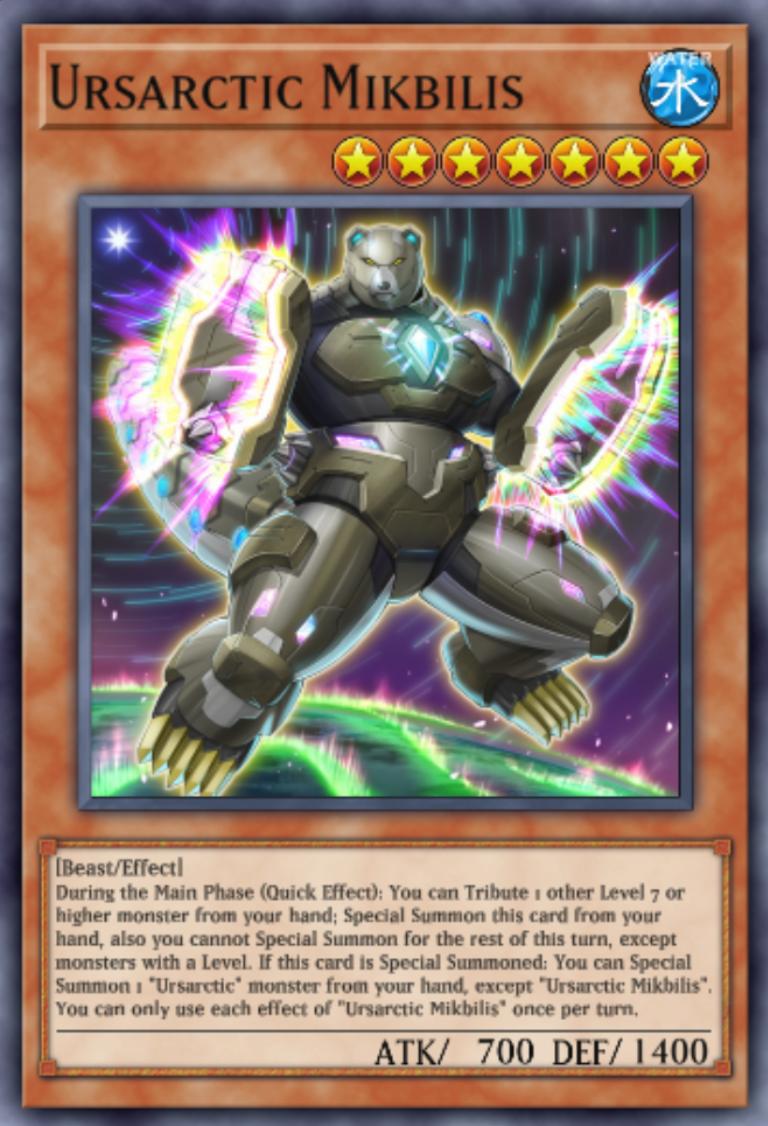 Ursarctic Mikbilis
WATER
水
[Beast/Effect]
During the Main Phase (Quick Effect): You can Tribute 1 other Level 7 or
higher monster from your hand; Special Summon this card from your
hand, also you cannot Special Summon for the rest of this turn, except
monsters with a Level. If this card is Special Summoned: You can Special
Summon 1 "Ursarctic" monster from your hand, except "Ursarctic Mikbilis".
You can only use each effect of "Ursarctic Mikbilis" once per turn.
ATK/ 700 DEF/ 1400